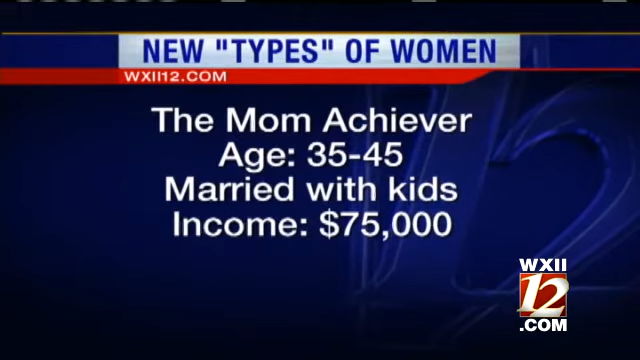 NEW "TYPES" OF WOMEN
WXII12.COM
The Mom Achiever
Age: 35-45
Married with kids
Income: $75,000
WXII
12
.COM